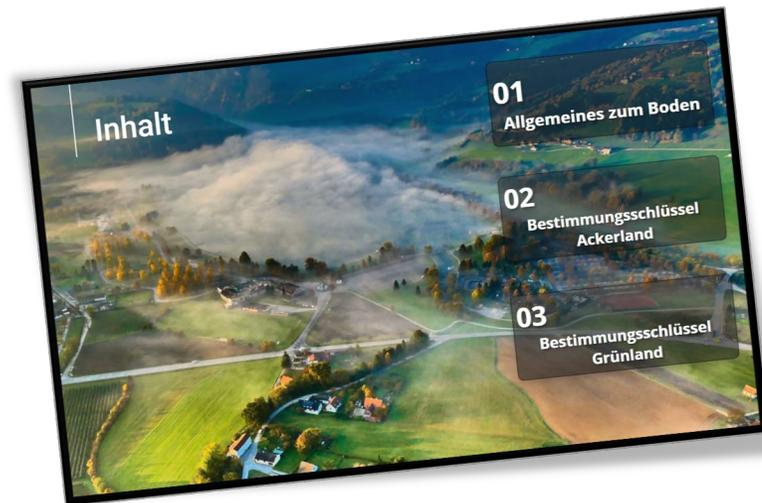 Inhalt
01
Allgemeines zum Boden
02
Bestimmungsschlüssel
Ackerland
03
Bestimmungsschlüssel
Grünland